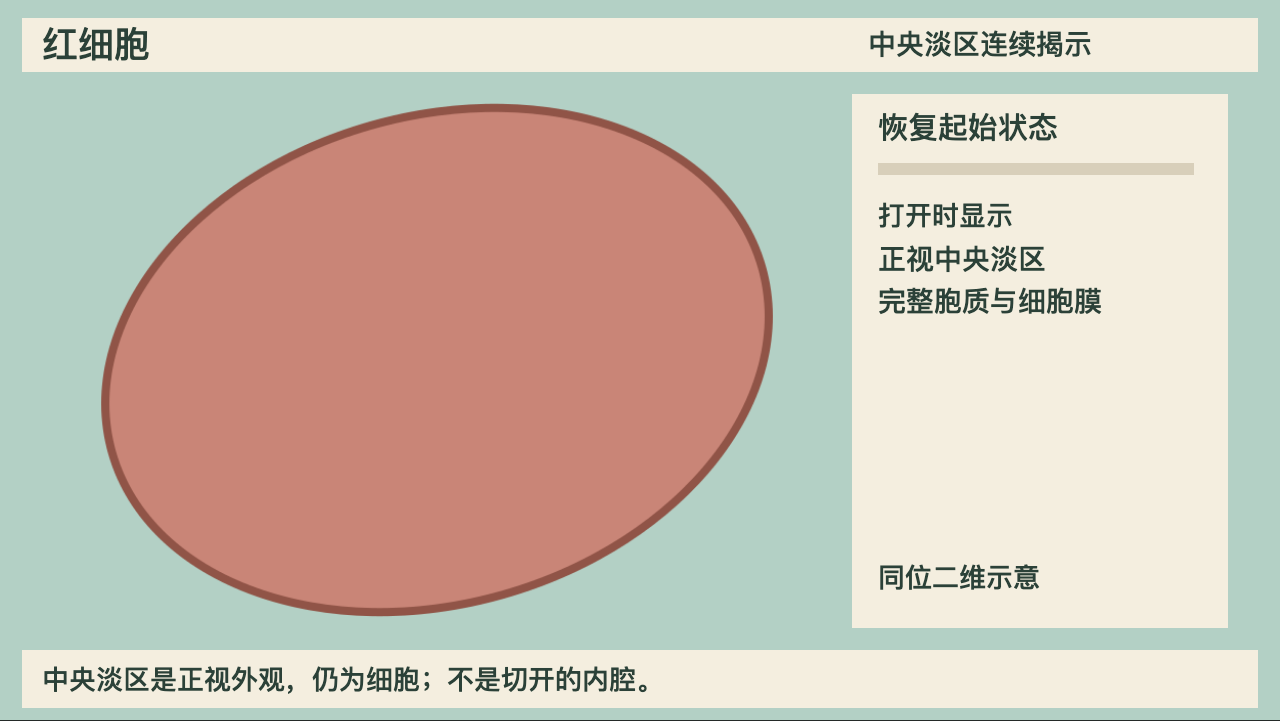 红细胞
中央淡区连续揭示
恢复起始状态
打开时显示
正视中央淡区
完整胞质与细胞膜
同位二维示意
中央淡区是正视外观，仍为细胞；不是切开的内腔。